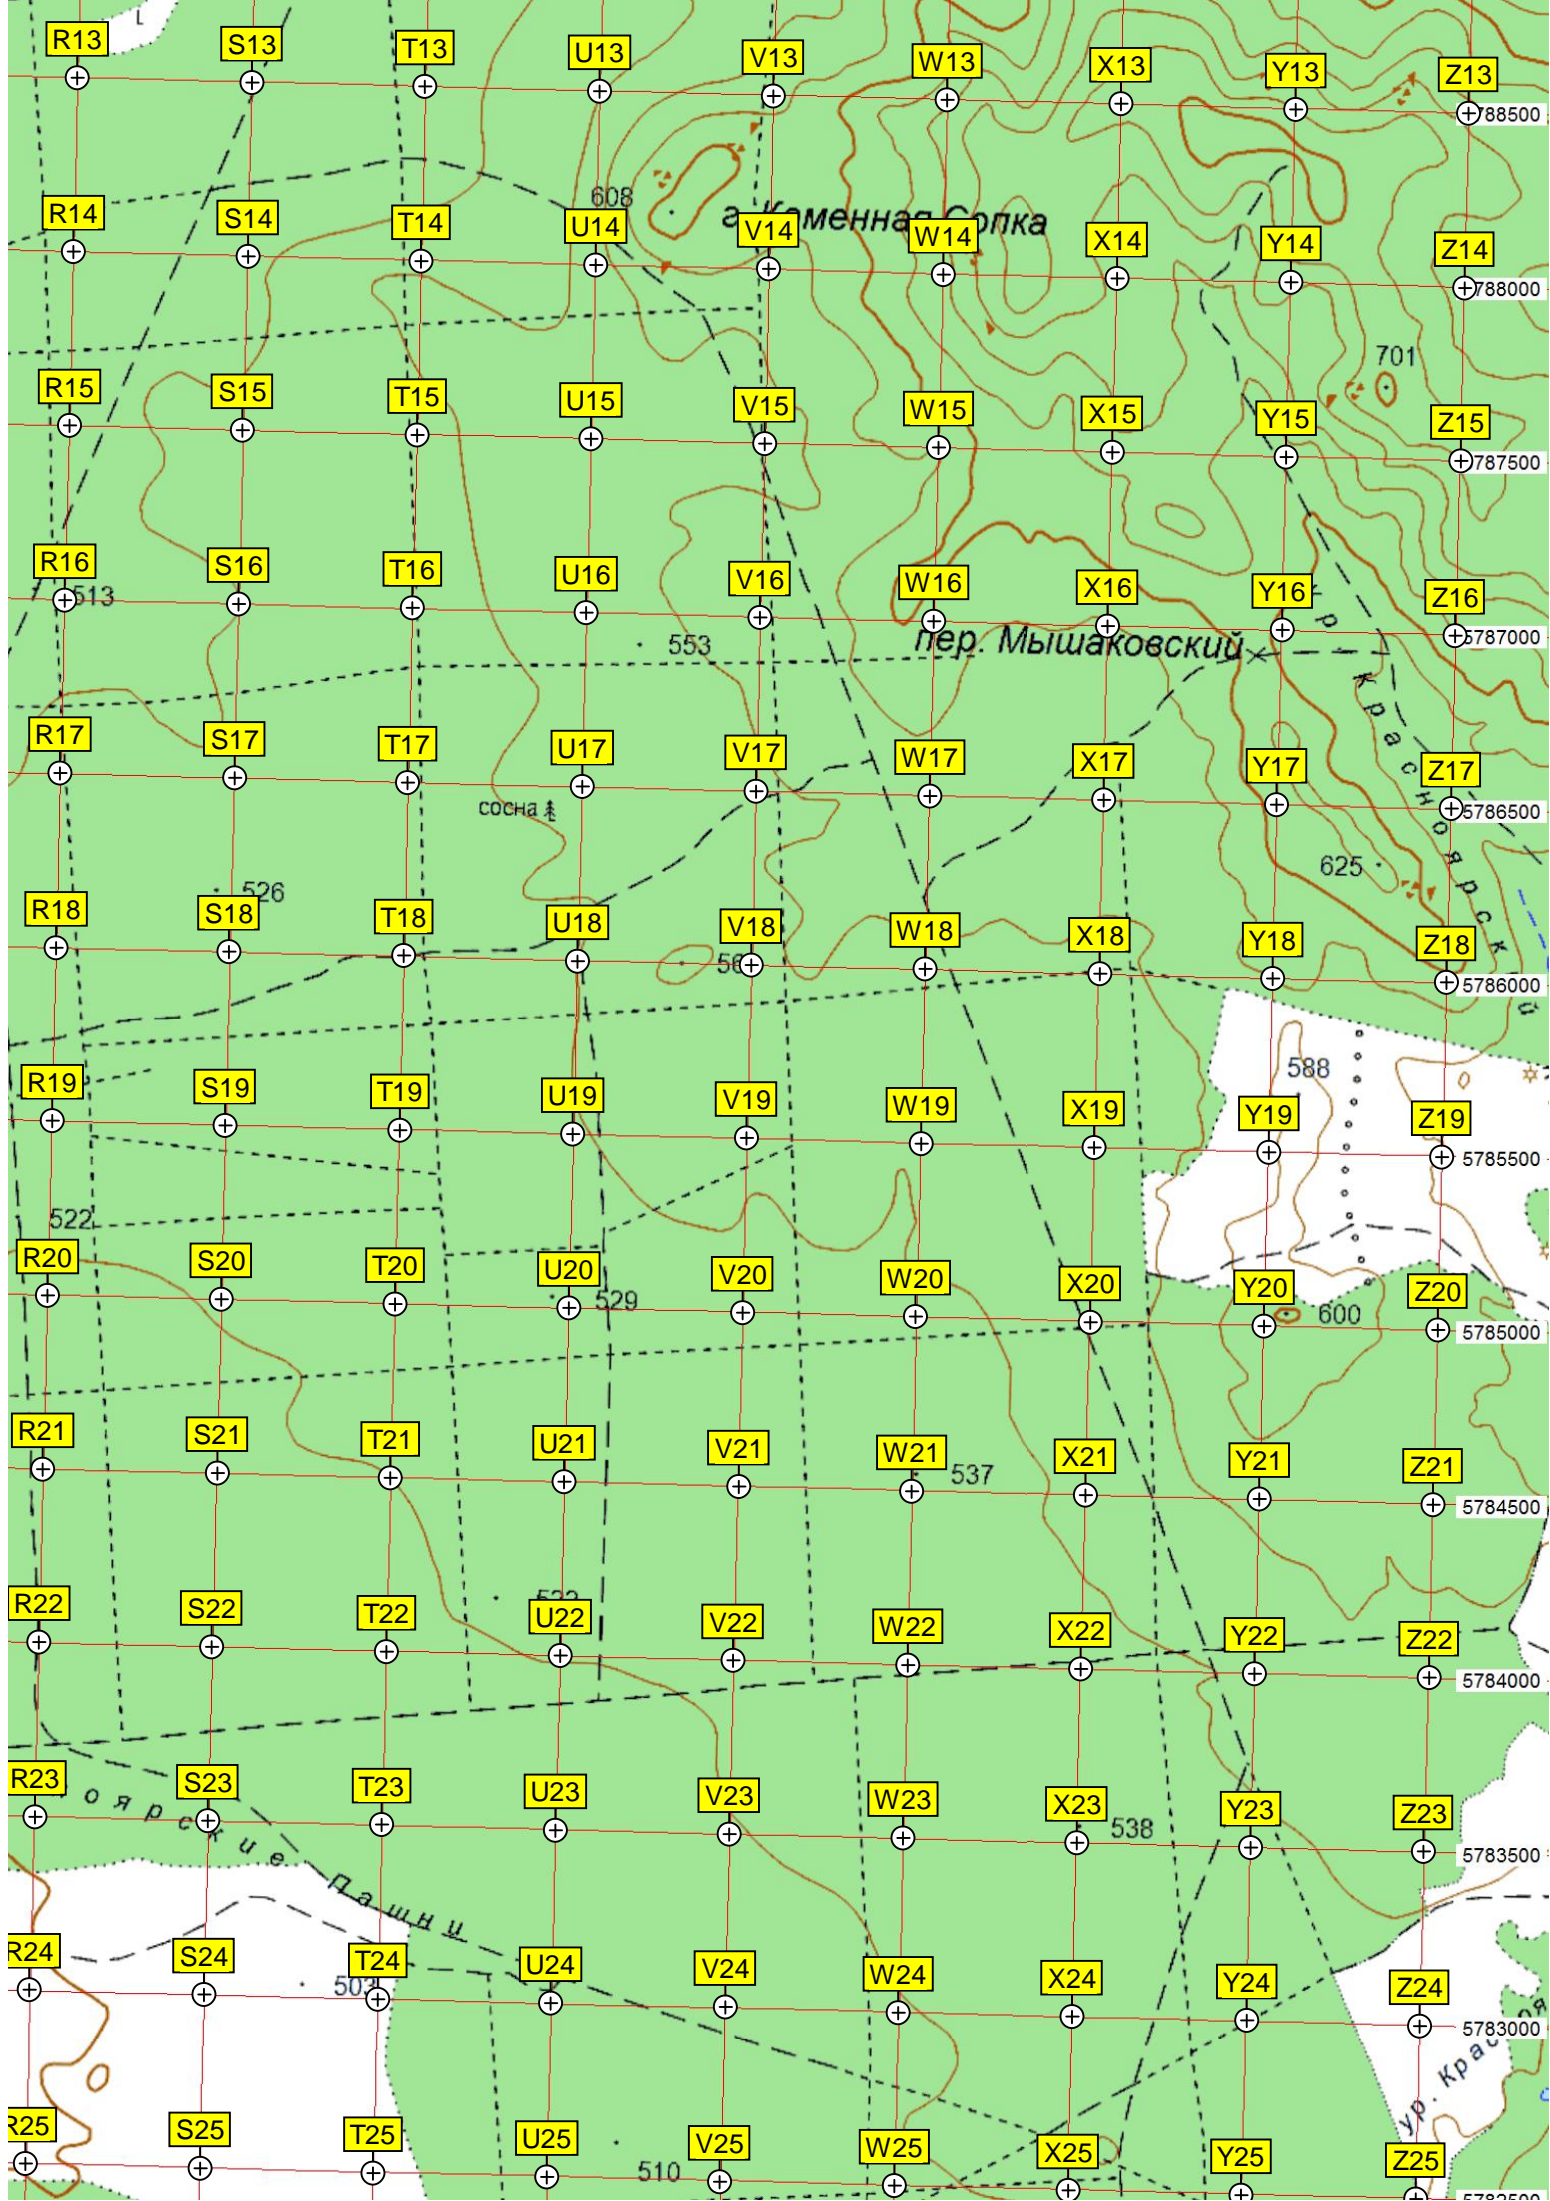 R13 S13 T13 U13 V13 W13 X13 Y13 Z13
5788500
608
г. Каменная Сопка
R14 S14 T14 U14 V14 W14 X14 Y14 Z14
5788000
701
R15 S15 T15 U15 V15 W15 X15 Y15 Z15
5787500
R16 S16 T16 U16 V16 W16 X16 Y16 Z16
513
5787000
553
пер. Мышаковский
хр. Красноярский
R17 S17 T17 U17 V17 W17 X17 Y17 Z17
5786500
сосна
625
526
R18 S18 T18 U18 V18 W18 X18 Y18 Z18
5786000
588
R19 S19 T19 U19 V19 W19 X19 Y19 Z19
5785500
522
R20 S20 T20 U20 V20 W20 X20 Y20 Z20
529
600
5785000
R21 S21 T21 U21 V21 W21 X21 Y21 Z21
537
5784500
R22 S22 T22 U22 V22 W22 X22 Y22 Z22
5784000
R23 S23 T23 U23 V23 W23 X23 Y23 Z23
оярские Пашни
538
5783500
R24 S24 T24 U24 V24 W24 X24 Y24 Z24
503
5783000
ур. Крас
R25 S25 T25 U25 V25 W25 X25 Y25 Z25
510
5782500